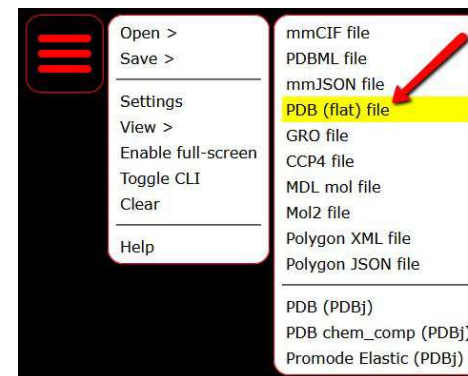 Open >
Save >
Settings
View >
Enable full-screen
Toggle CLI
Clear
Help
mmCIF file
PDBML file
mmJSON file
PDB (flat) file
GRO file
CCP4 file
MDL mol file
Mol2 file
Polygon XML file
Polygon JSON file
PDB (PDBj)
PDB chem_comp (PDBj)
Promode Elastic (PDBj)